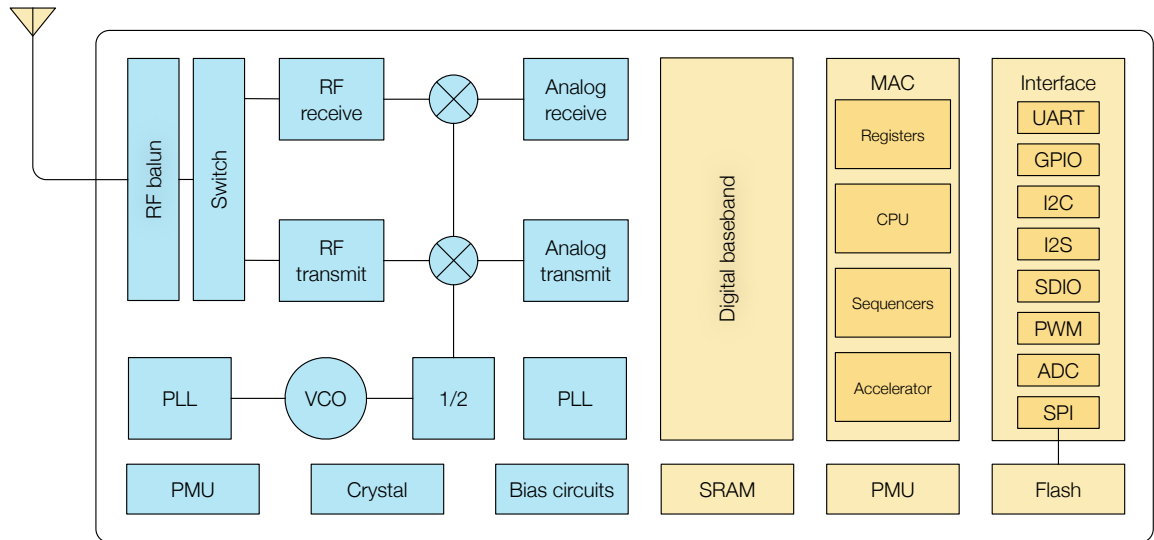 RF balun
Switch
RF
receive
Analog
receive
RF
transmit
Analog
transmit
PLL
VCO
1/2
PLL
PMU
Crystal
Bias circuits
Digital baseband
SRAM
MAC
Registers
CPU
Sequencers
Accelerator
PMU
Interface
UART
GPIO
I2C
I2S
SDIO
PWM
ADC
SPI
Flash